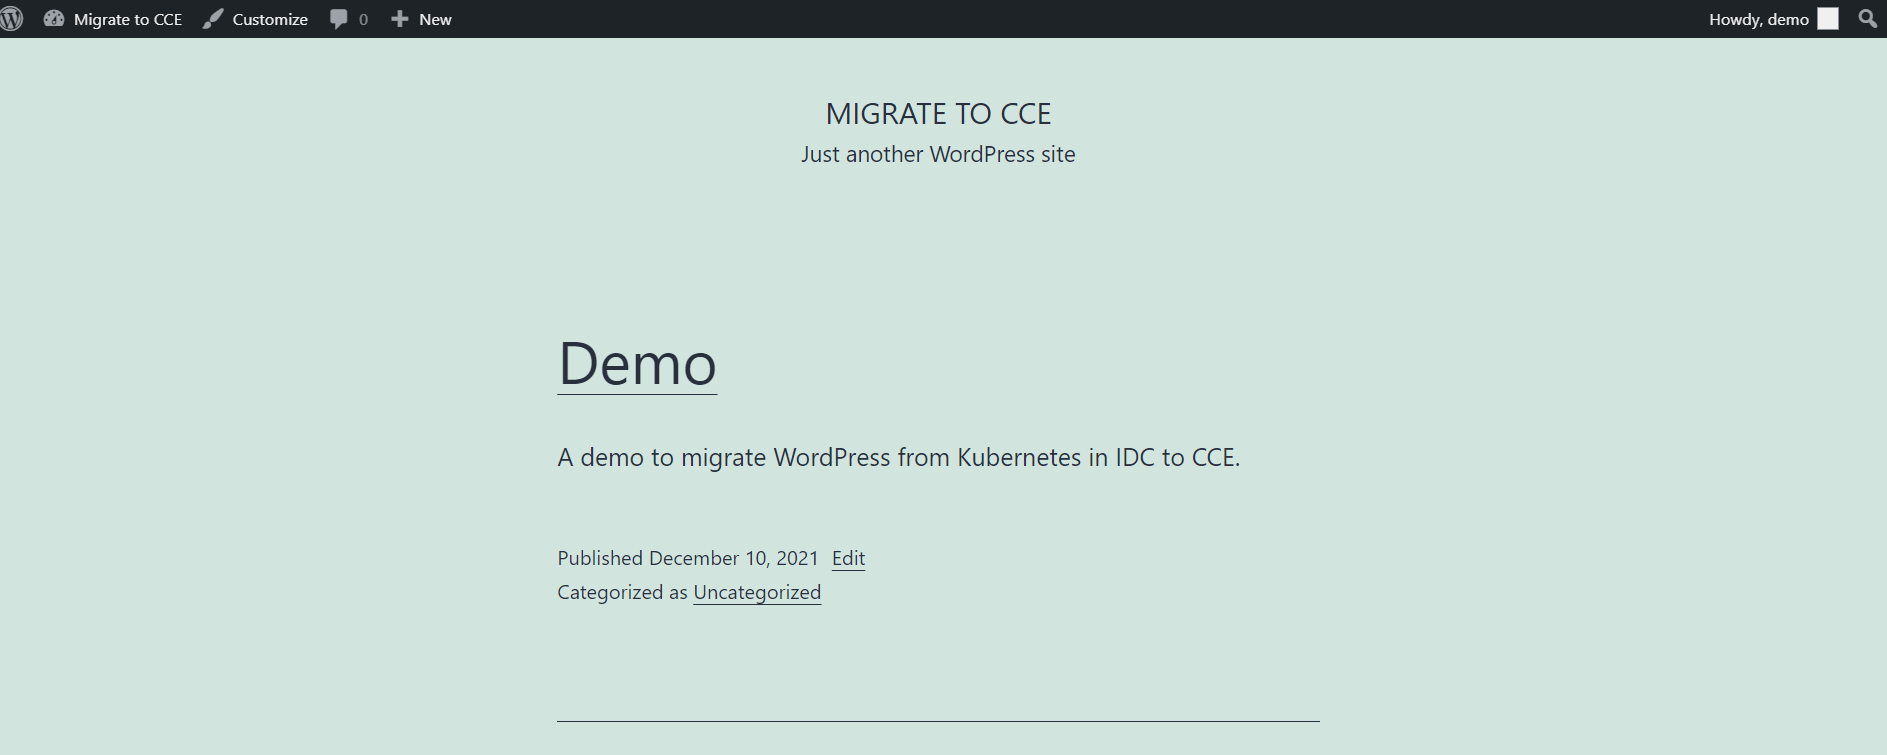 Migrate to CCE Customize 0 New Howdy, demo
MIGRATE TO CCE
Just another WordPress site
Demo
A demo to migrate WordPress from Kubernetes in IDC to CCE.
Published December 10, 2021 Edit
Categorized as Uncategorized